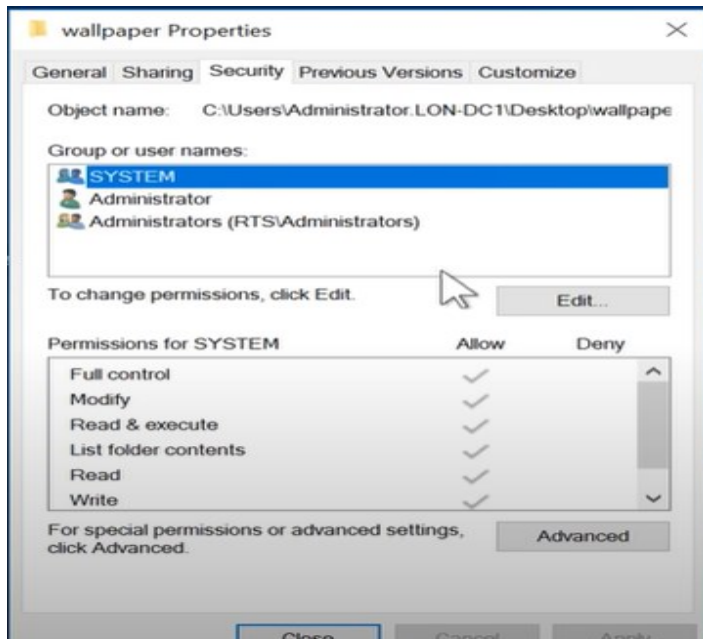 wallpaper Properties
General Sharing Security Previous Versions Customize
Object name: C:\Users\Administrator.LON-DC1\Desktop\wallpape
Group or user names:
SYSTEM
Administrator
Administrators (RTS\Administrators)
To change permissions, click Edit.
Edit...
Permissions for SYSTEM Allow Deny
Full control
Modify
Read & execute
List folder contents
Read
Write
For special permissions or advanced settings,
click Advanced.
Advanced
Close Cancel Apply